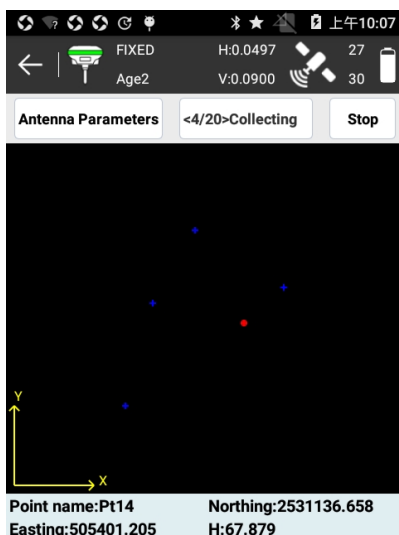 上午10:07
FIXED H:0.0497 27
Age2 V:0.0900 30
Antenna Parameters <4/20>Collecting Stop
Y
X
Point name:Pt14 Northing:2531136.658
Easting:505401.205 H:67.879